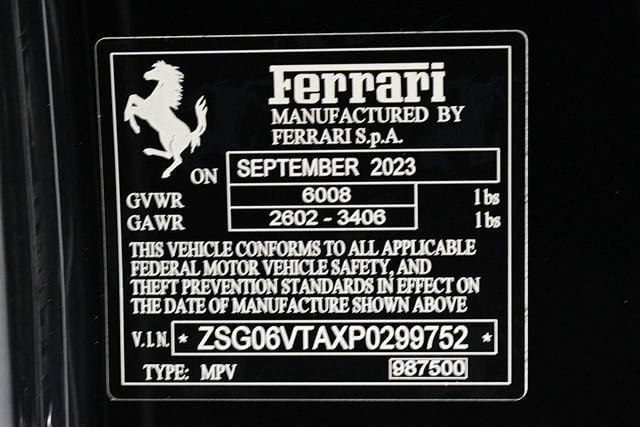 Ferrari
MANUFACTURED BY
FERRARI S.p.A.
ON SEPTEMBER 2023
GVWR 6008 lbs
GAWR 2602 - 3406 lbs
THIS VEHICLE CONFORMS TO ALL APPLICABLE
FEDERAL MOTOR VEHICLE SAFETY, AND
THEFT PREVENTION STANDARDS IN EFFECT ON
THE DATE OF MANUFACTURE SHOWN ABOVE
V.I.N. * ZSG06VTAXP0299752 *
TYPE: MPV 987500